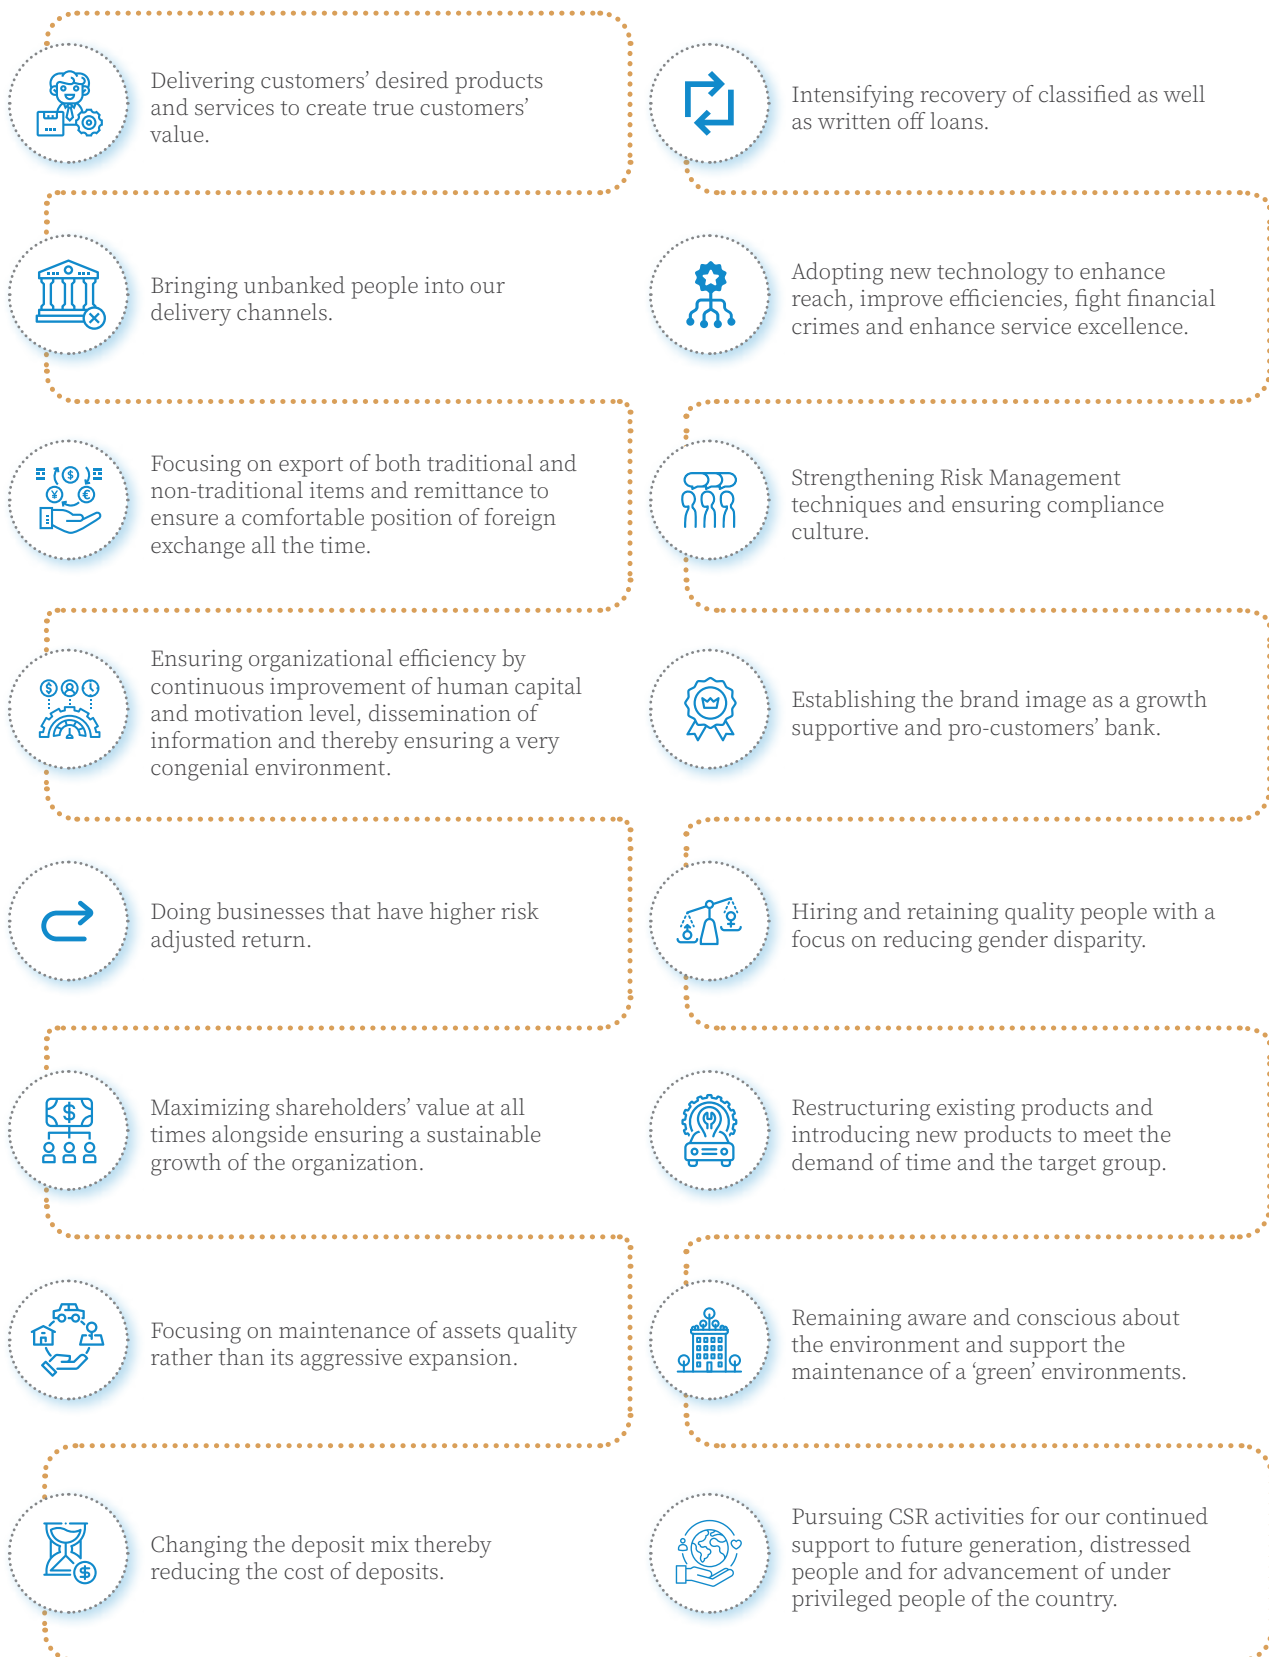 Delivering customers’ desired products
and services to create true customers’
value.
Bringing unbanked people into our
delivery channels.
Focusing on export of both traditional and
non-traditional items and remittance to
ensure a comfortable position of foreign
exchange all the time.
Ensuring organizational efficiency by
continuous improvement of human capital
and motivation level, dissemination of
information and thereby ensuring a very
congenial environment.
Doing businesses that have higher risk
adjusted return.
Maximizing shareholders’ value at all
times alongside ensuring a sustainable
growth of the organization.
Focusing on maintenance of assets quality
rather than its aggressive expansion.
Changing the deposit mix thereby
reducing the cost of deposits.
Intensifying recovery of classified as well
as written off loans.
Adopting new technology to enhance
reach, improve efficiencies, fight financial
crimes and enhance service excellence.
Strengthening Risk Management
techniques and ensuring compliance
culture.
Establishing the brand image as a growth
supportive and pro-customers’ bank.
Hiring and retaining quality people with a
focus on reducing gender disparity.
Restructuring existing products and
introducing new products to meet the
demand of time and the target group.
Remaining aware and conscious about
the environment and support the
maintenance of a ‘green’ environments.
Pursuing CSR activities for our continued
support to future generation, distressed
people and for advancement of under
privileged people of the country.